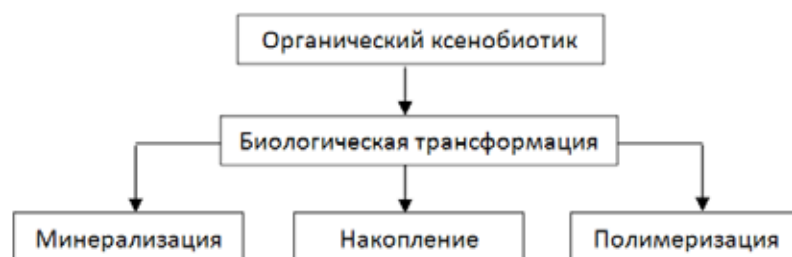 Органический ксенобиотик
Биологическая трансформация
Минерализация
Накопление
Полимеризация